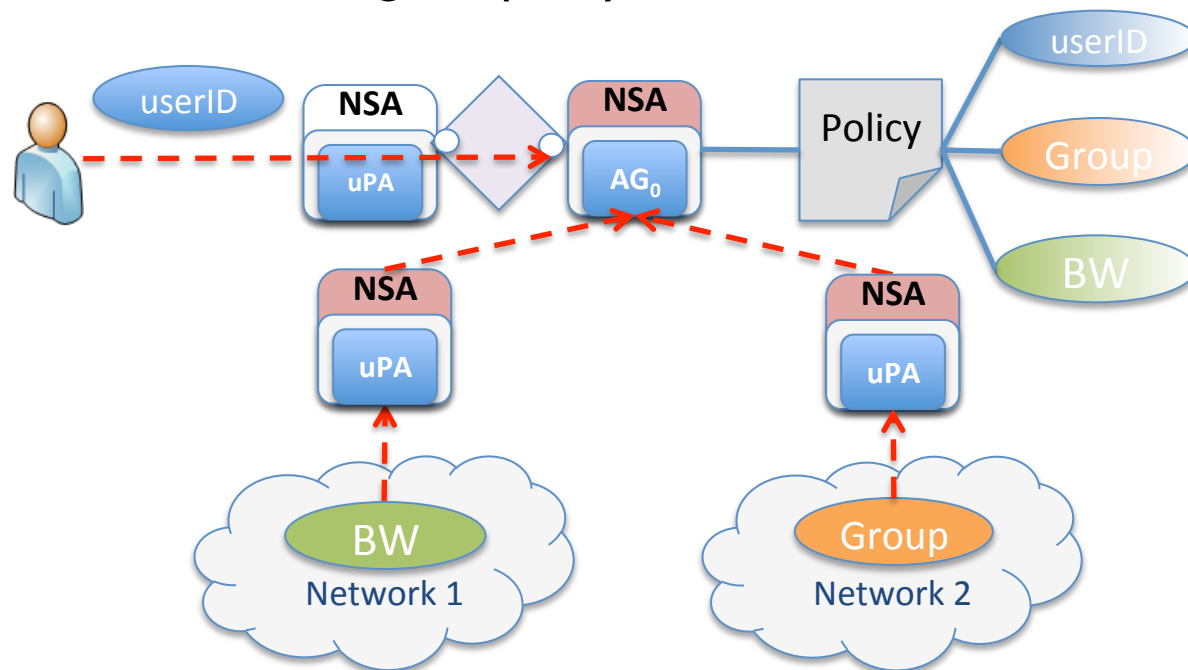 userID
NSA
uPA
NSA
AG₀
Policy
userID
Group
BW
NSA
uPA
NSA
uPA
BW
Network 1
Group
Network 2